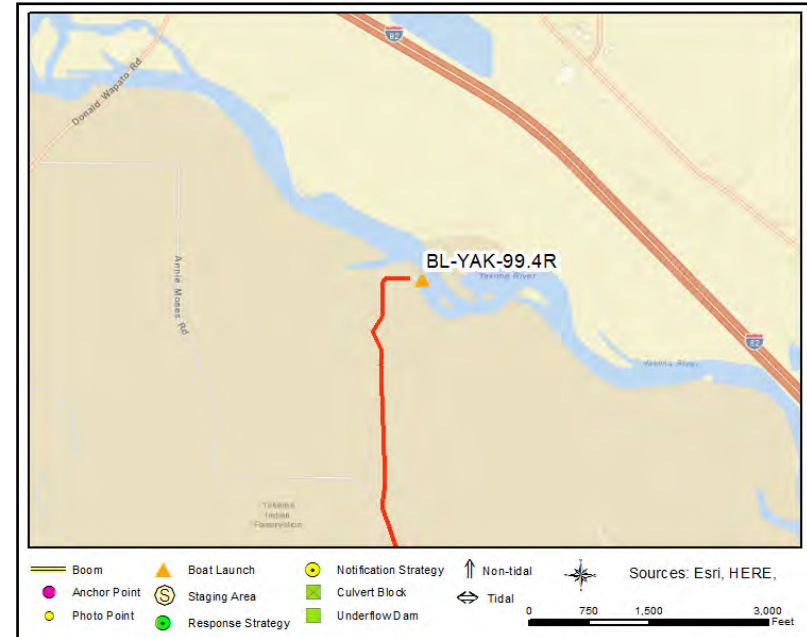 82
Donald Wapato Rd
BL-YAK-99.4R
Yakima River
Annie Moses Rd
82
Yakima River
Yakama
Indian
Reservation
Boom
Boat Launch
Notification Strategy
Non-tidal
Sources: Esri, HERE,
Anchor Point
S
Staging Area
Culvert Block
Tidal
Photo Point
Response Strategy
Underflow Dam
0 750 1,500 3,000
Feet